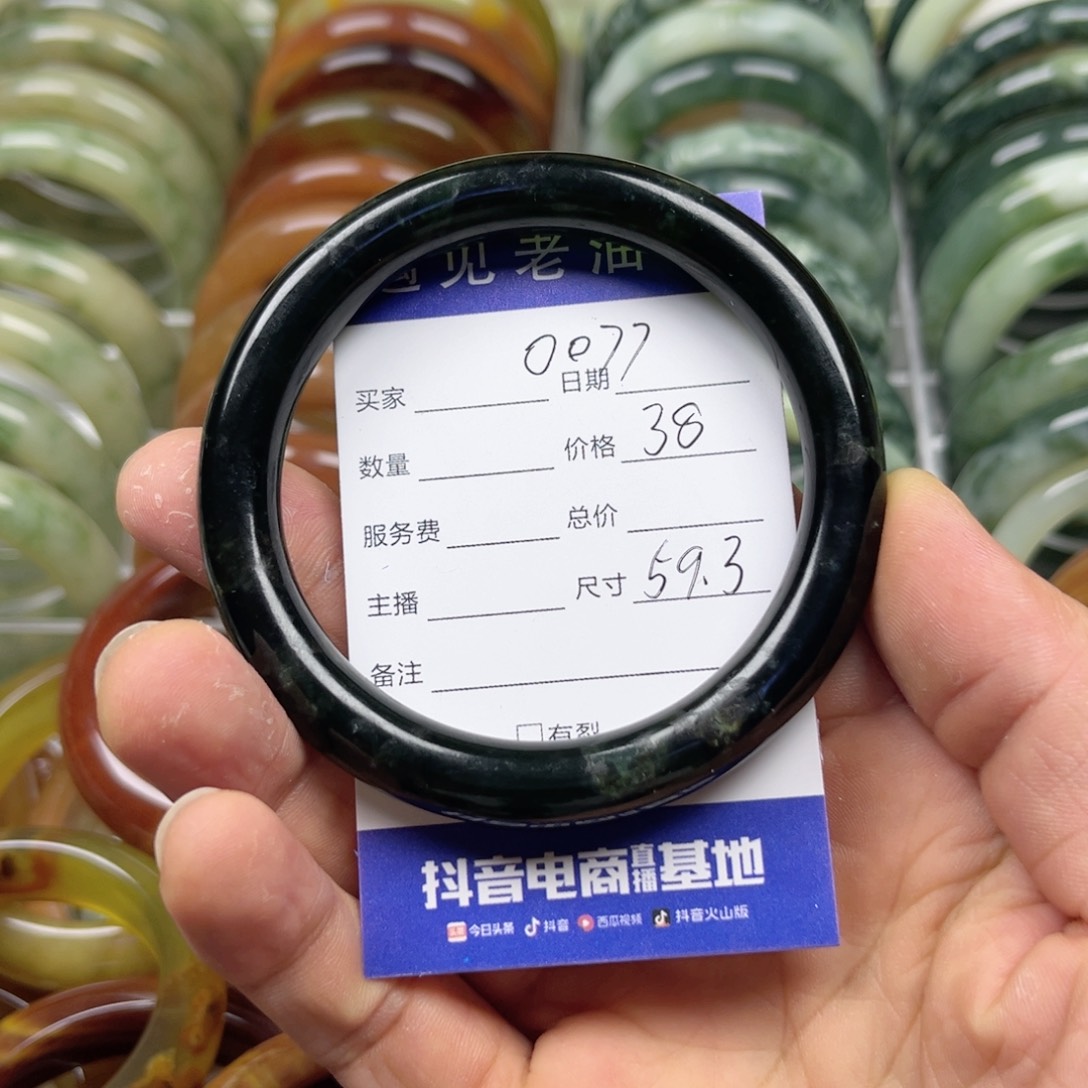 遇见老油
0077
买家 日期
数量 价格 38
服务费 总价
主播 尺寸 59.3
备注
□有裂
抖音电商直播基地
今日头条 抖音 西瓜视频 抖音火山版